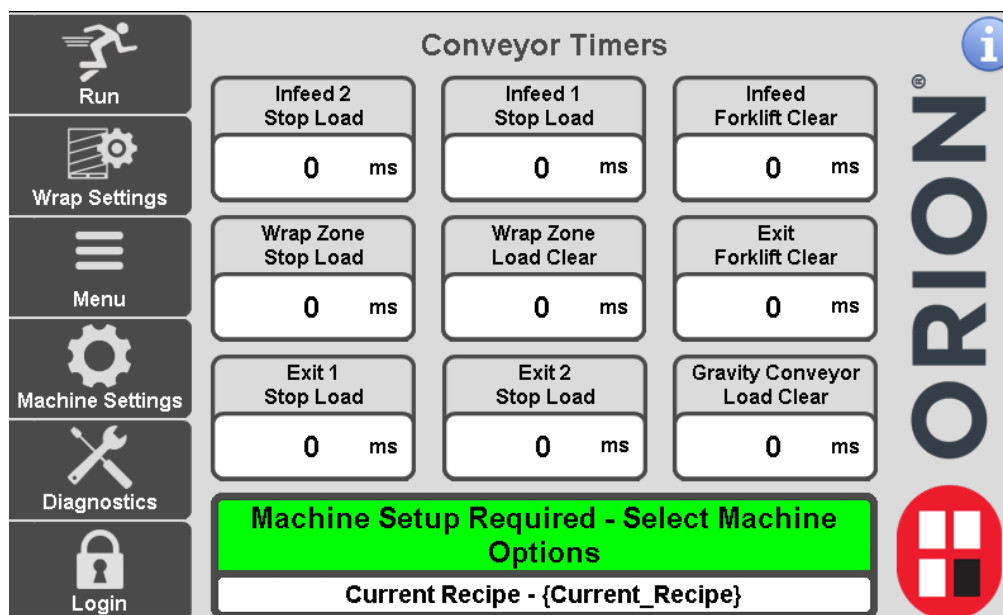 Conveyor Timers
i
Run
Wrap Settings
Menu
Machine Settings
Diagnostics
Login
Infeed 2
Stop Load
0 ms
Infeed 1
Stop Load
0 ms
Infeed
Forklift Clear
0 ms
Wrap Zone
Stop Load
0 ms
Wrap Zone
Load Clear
0 ms
Exit
Forklift Clear
0 ms
Exit 1
Stop Load
0 ms
Exit 2
Stop Load
0 ms
Gravity Conveyor
Load Clear
0 ms
Machine Setup Required - Select Machine
Options
Current Recipe - {Current_Recipe}
ORION®